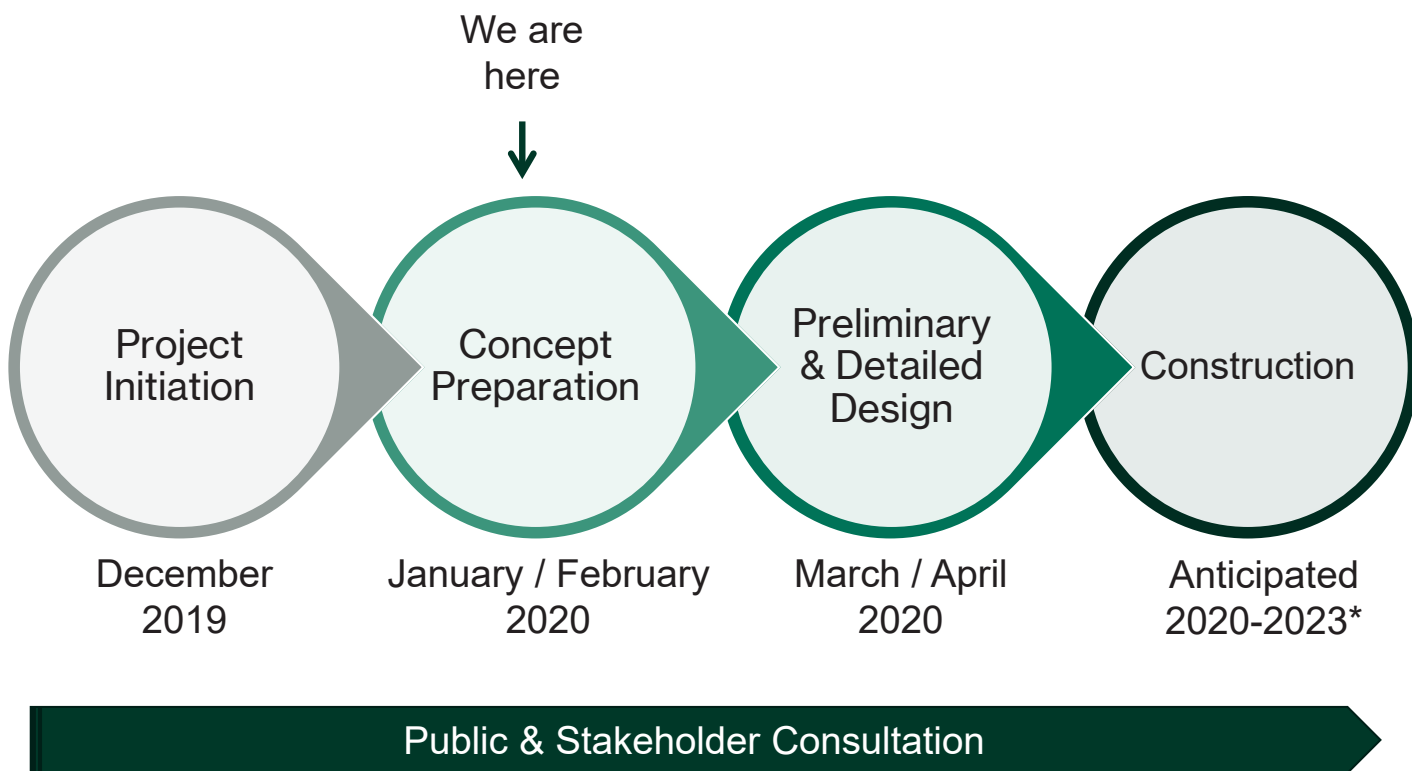 We are
here
Project
Initiation
Concept
Preparation
Preliminary
& Detailed
Design
Construction
December
2019
January / February
2020
March / April
2020
Anticipated
2020-2023*
Public & Stakeholder Consultation